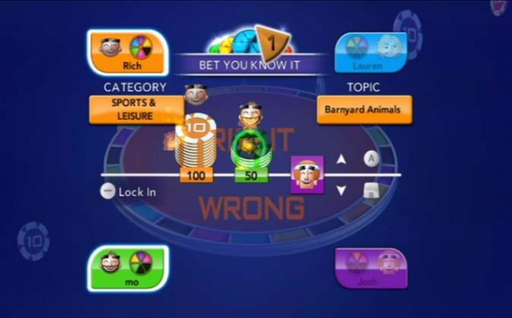 1
Rich
BET YOU KNOW IT
Lauren
CATEGORY
TOPIC
SPORTS &
LEISURE
Barnyard Animals
10
RIGHT
A
100
50
Lock In
WRONG
10
mo
Josh